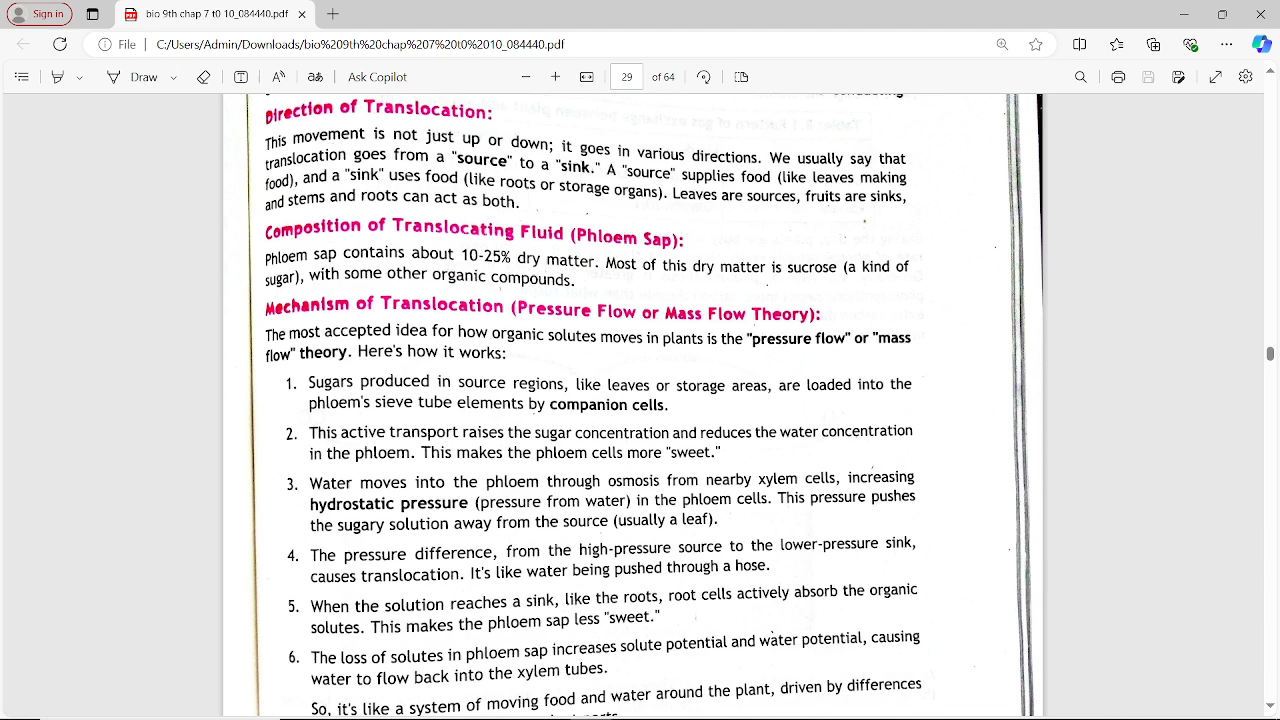 Sign in
bio 9th chap 7 t0 10_084440.pdf
File
C:/Users/Admin/Downloads/bio%209th%20chap%207%20t0%2010_084440.pdf
Draw
Ask Copilot
29
of 64
Direction of Translocation:
This movement is not just up or down; it goes in various directions. We usually say that
translocation goes from a "source" to a "sink." A "source" supplies food (like leaves making
food), and a "sink" uses food (like roots or storage organs). Leaves are sources, fruits are sinks,
and stems and roots can act as both.
Composition of Translocating Fluid (Phloem Sap):
Phloem sap contains about 10-25% dry matter. Most of this dry matter is sucrose (a kind of
sugar), with some other organic compounds.
Mechanism of Translocation (Pressure Flow or Mass Flow Theory):
The most accepted idea for how organic solutes moves in plants is the "pressure flow" or "mass
flow" theory. Here's how it works:
1. Sugars produced in source regions, like leaves or storage areas, are loaded into the
phloem's sieve tube elements by companion cells.
2. This active transport raises the sugar concentration and reduces the water concentration
in the phloem. This makes the phloem cells more "sweet."
3. Water moves into the phloem through osmosis from nearby xylem cells, increasing
hydrostatic pressure (pressure from water) in the phloem cells. This pressure pushes
the sugary solution away from the source (usually a leaf).
4. The pressure difference, from the high-pressure source to the lower-pressure sink,
causes translocation. It's like water being pushed through a hose.
5. When the solution reaches a sink, like the roots, root cells actively absorb the organic
solutes. This makes the phloem sap less "sweet."
6. The loss of solutes in phloem sap increases solute potential and water potential, causing
water to flow back into the xylem tubes.
So, it's like a system of moving food and water around the plant, driven by differences